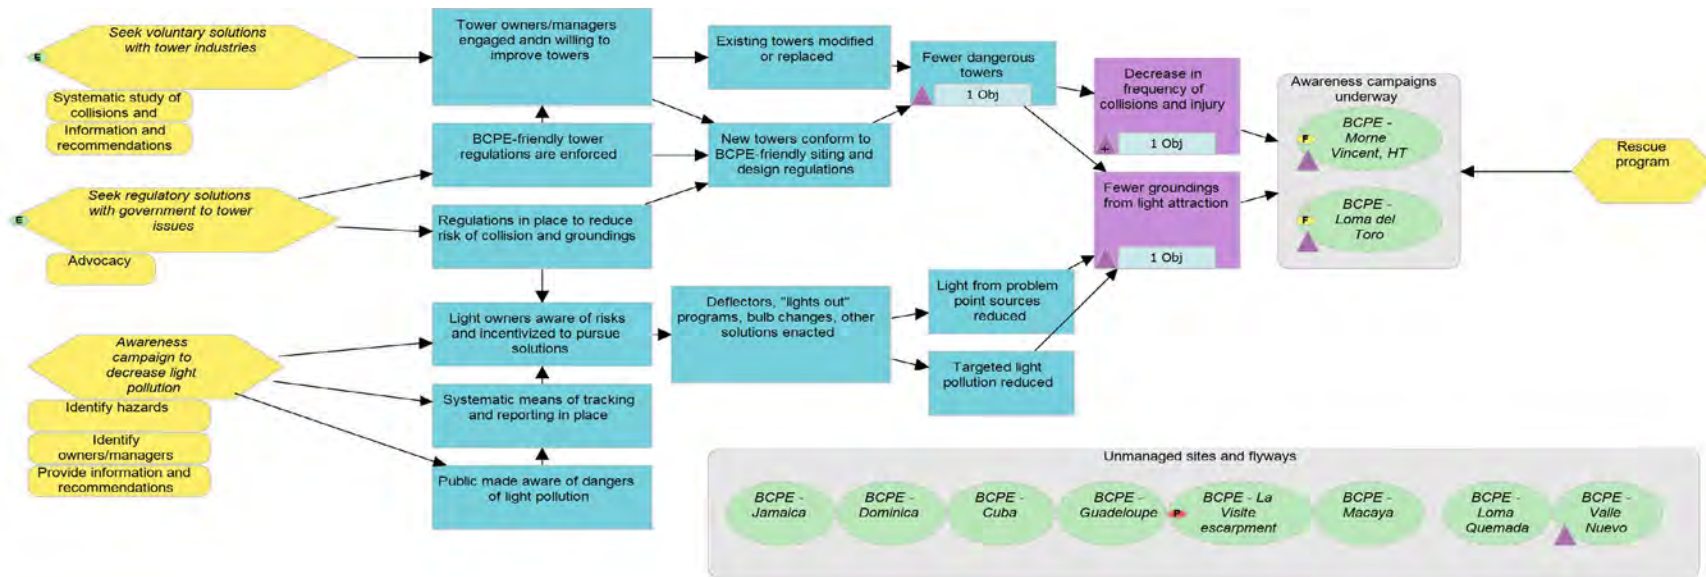 Seek voluntary solutions
with tower industries
E
Systematic study of
collisions and
Information and
recommendations
Seek regulatory solutions
with government to tower
issues
E
Advocacy
Awareness
campaign to
decrease light
pollution
Identify hazards
Identify
owners/managers
Provide information and
recommendations
Tower owners/managers
engaged andn willing to
improve towers
BCPE-friendly tower
regulations are enforced
Regulations in place to reduce
risk of collision and groundings
Light owners aware of risks
and incentivized to pursue
solutions
Systematic means of tracking
and reporting in place
Public made aware of dangers
of light pollution
Existing towers modified
or replaced
New towers conform to
BCPE-friendly siting and
design regulations
Deflectors, "lights out"
programs, bulb changes, other
solutions enacted
Fewer dangerous
towers
1 Obj
Light from problem
point sources
reduced
Targeted light
pollution reduced
Decrease in
frequency of
collisions and injury
+
1 Obj
Fewer groundings
from light attraction
1 Obj
Awareness campaigns
underway
BCPE -
Morne
Vincent, HT
F
BCPE -
Loma del
Toro
F
Rescue
program
Unmanaged sites and flyways
BCPE -
Jamaica
BCPE -
Dominica
BCPE -
Cuba
BCPE -
Guadeloupe
P
BCPE - La
Visite
escarpment
BCPE -
Macaya
BCPE -
Loma
Quemada
BCPE -
Valle
Nuevo